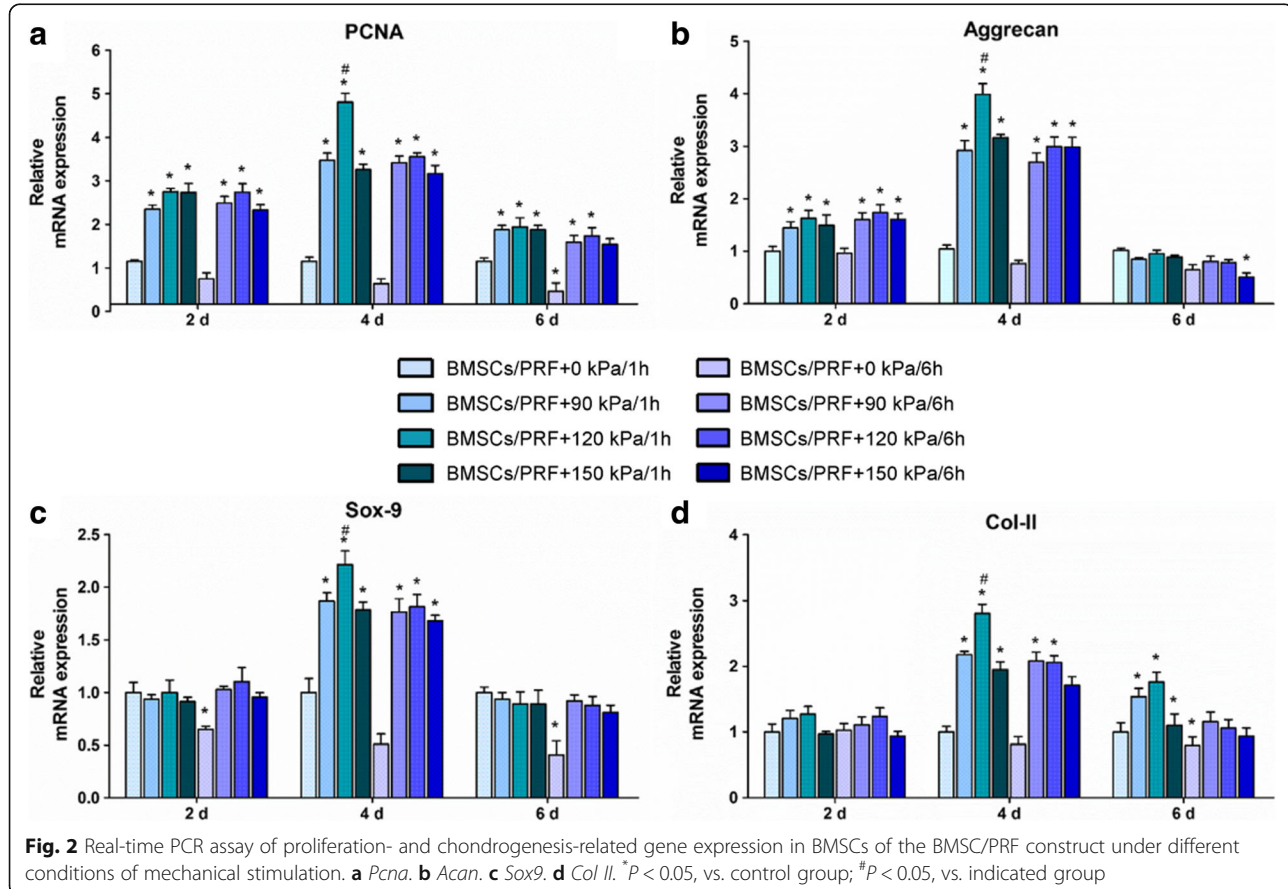 a
PCNA
Relative
mRNA expression
6
5
4
3
2
1
0
#
*
* * *
* * *
* *
* * *
* * *
*
* *
2 d
4 d
6 d
b
Aggrecan
Relative
mRNA expression
5
4
3
2
1
0
#
*
* * *
* * *
* *
* * *
*
2 d
4 d
6 d
BMSCs/PRF+0 kPa/1h
BMSCs/PRF+90 kPa/1h
BMSCs/PRF+120 kPa/1h
BMSCs/PRF+150 kPa/1h
BMSCs/PRF+0 kPa/6h
BMSCs/PRF+90 kPa/6h
BMSCs/PRF+120 kPa/6h
BMSCs/PRF+150 kPa/6h
c
Sox-9
Relative
mRNA expression
2.5
2.0
1.5
1.0
0.5
0.0
#
*
*
* *
* * *
*
2 d
4 d
6 d
d
Col-II
Relative
mRNA expression
4
3
2
1
0
#
*
* *
* *
* * * *
2 d
4 d
6 d
Fig. 2 Real-time PCR assay of proliferation- and chondrogenesis-related gene expression in BMSCs of the BMSC/PRF construct under different
conditions of mechanical stimulation. a Pcna. b Acan. c Sox9. d Col II. *P < 0.05, vs. control group; #P < 0.05, vs. indicated group